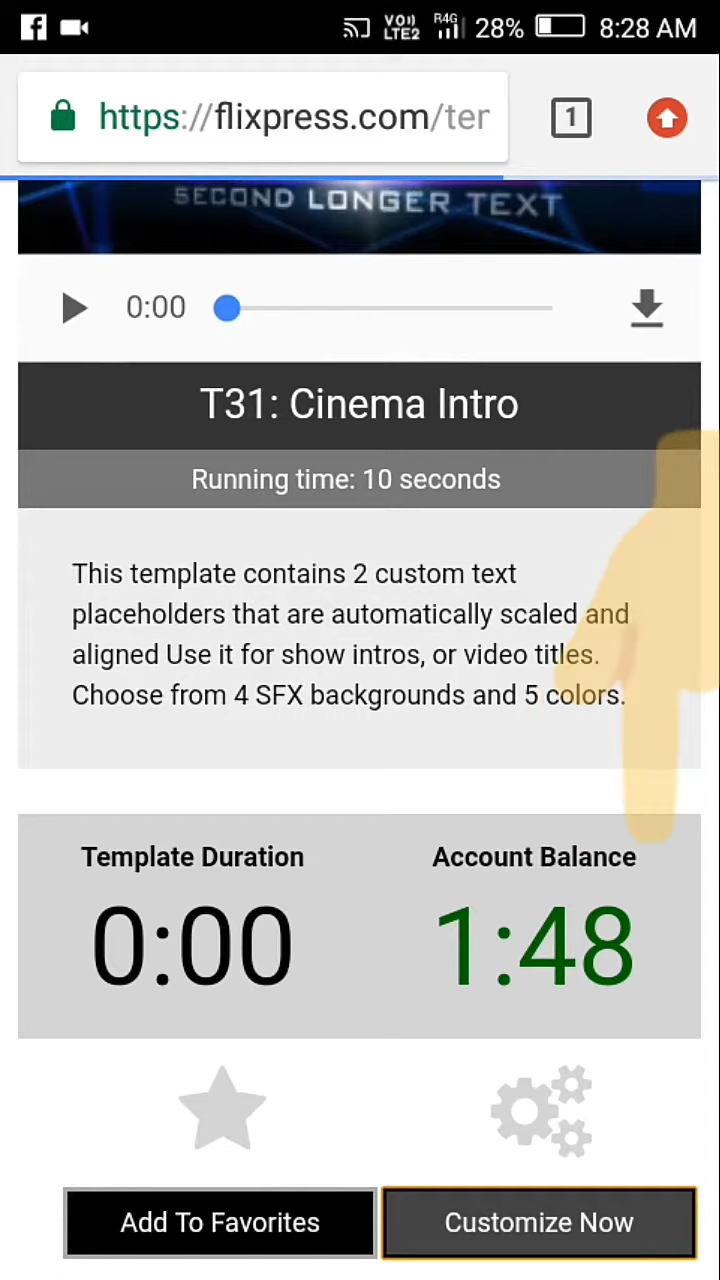 VO))
LTE2
R4G
28%
8:28 AM
https://flixpress.com/ter
1
SECOND LONGER TEXT
0:00
T31: Cinema Intro
Running time: 10 seconds
This template contains 2 custom text
placeholders that are automatically scaled and
aligned Use it for show intros, or video titles.
Choose from 4 SFX backgrounds and 5 colors.
Template Duration
Account Balance
0:00
1:48
Add To Favorites
Customize Now